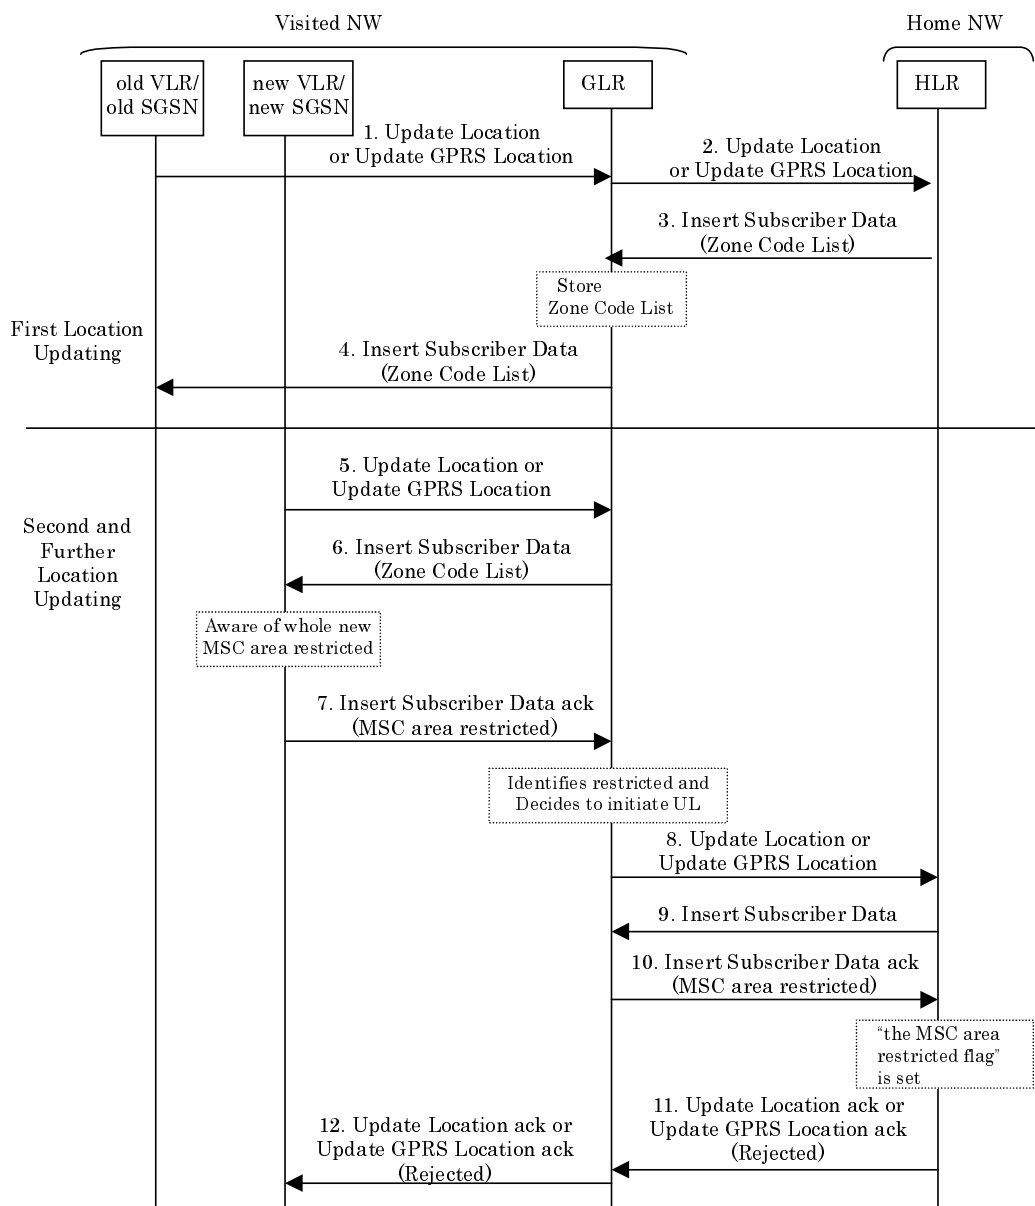 Visited NW
Home NW
old VLR/
old SGSN
new VLR/
new SGSN
GLR
HLR
1. Update Location
or Update GPRS Location
2. Update Location
or Update GPRS Location
3. Insert Subscriber Data
(Zone Code List)
Store
Zone Code List
First Location
Updating
4. Insert Subscriber Data
(Zone Code List)
5. Update Location or
Update GPRS Location
Second and
Further
Location
Updating
6. Insert Subscriber Data
(Zone Code List)
Aware of whole new
MSC area restricted
7. Insert Subscriber Data ack
(MSC area restricted)
Identifies restricted and
Decides to initiate UL
8. Update Location or
Update GPRS Location
9. Insert Subscriber Data
10. Insert Subscriber Data ack
(MSC area restricted)
“the MSC area
restricted flag”
is set
11. Update Location ack or
Update GPRS Location ack
(Rejected)
12. Update Location ack or
Update GPRS Location ack
(Rejected)